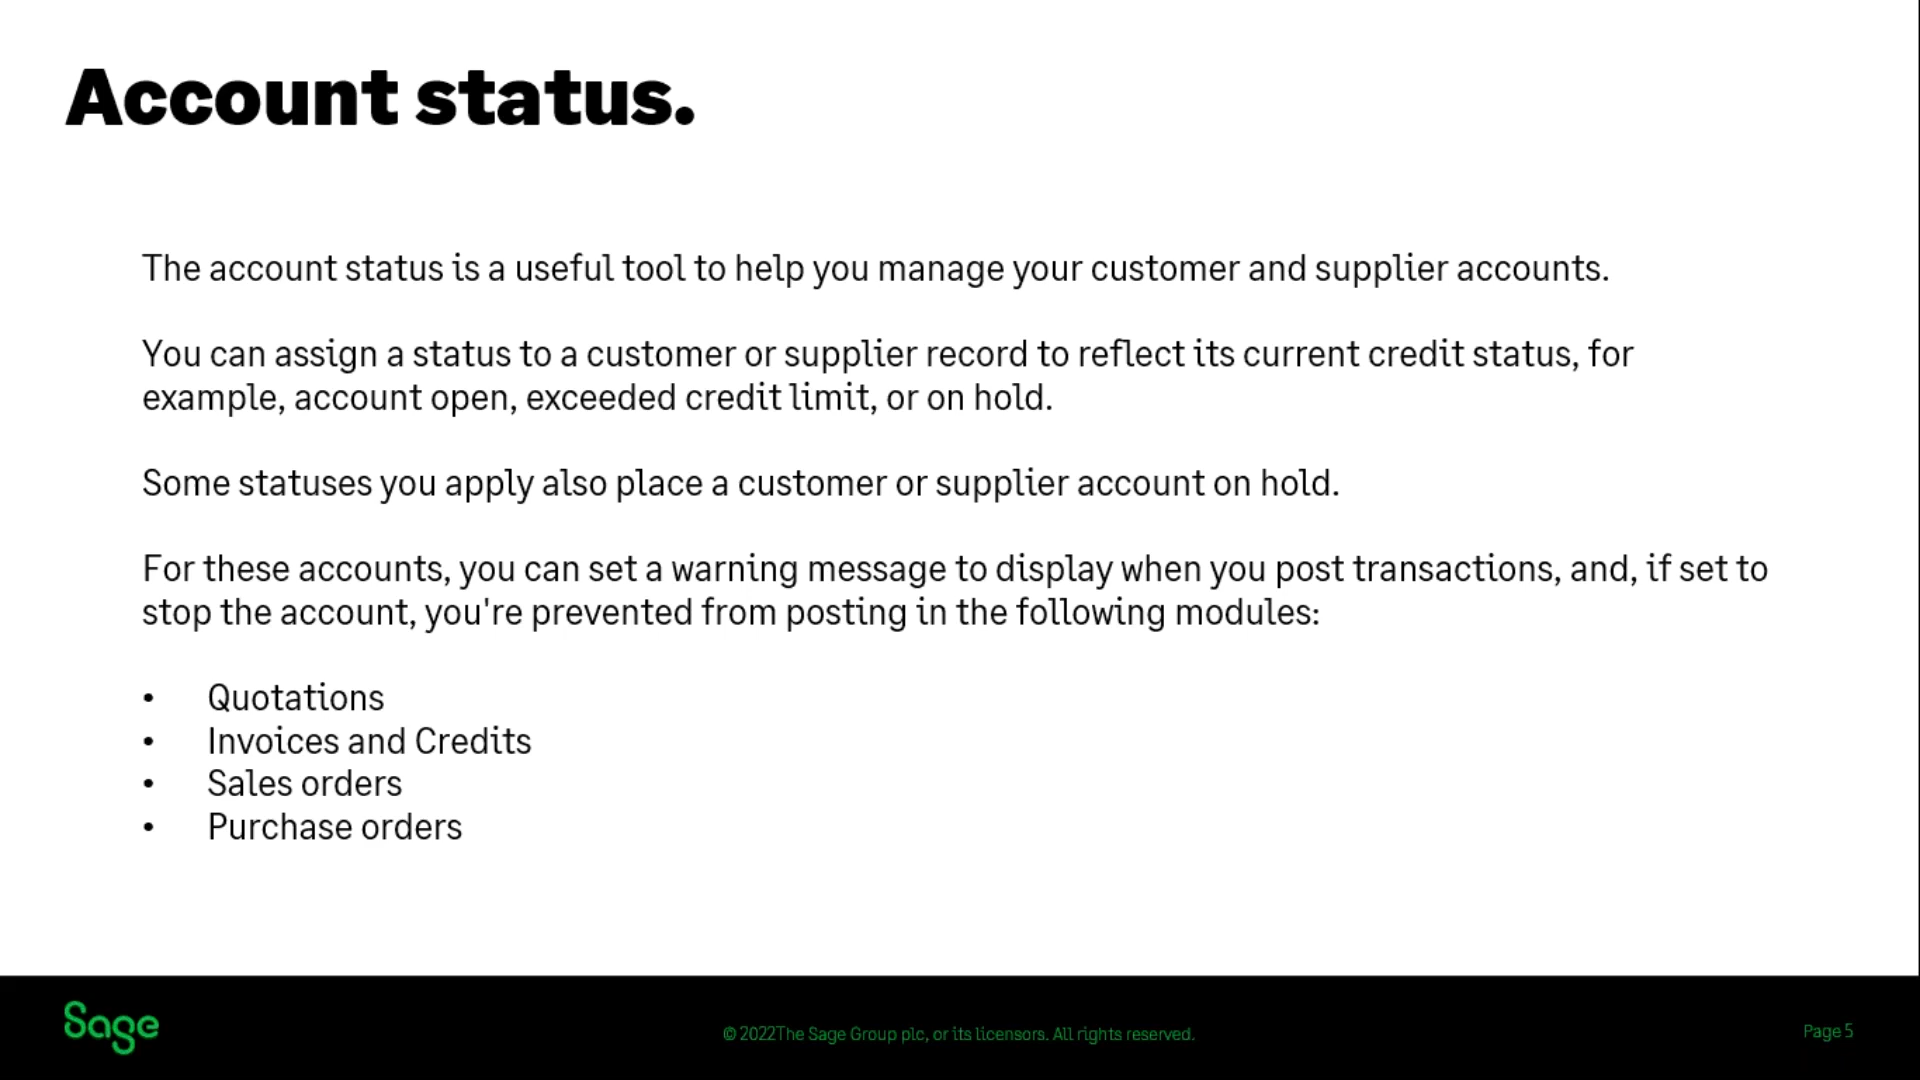 Account status.
The account status is a useful tool to help you manage your customer and supplier accounts.
You can assign a status to a customer or supplier record to reflect its current credit status, for
example, account open, exceeded credit limit, or on hold.
Some statuses you apply also place a customer or supplier account on hold.
For these accounts, you can set a warning message to display when you post transactions, and, if set to
stop the account, you're prevented from posting in the following modules:
• Quotations
• Invoices and Credits
• Sales orders
• Purchase orders
Sage
© 2022The Sage Group plc, or its licensors. All rights reserved.
Page 5